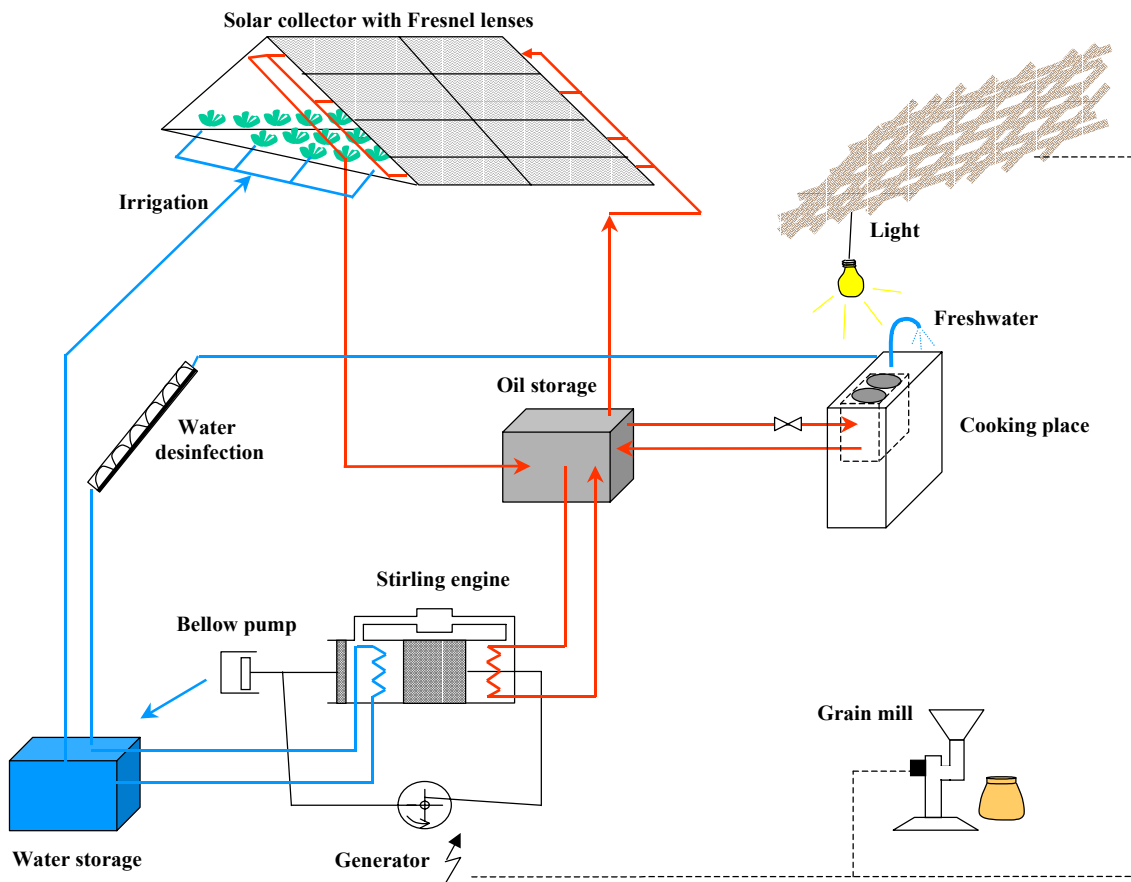 Solar collector with Fresnel lenses
Irrigation
Light
Freshwater
Oil storage
Water
desinfection
Cooking place
Stirling engine
Bellow pump
Grain mill
Generator
Water storage